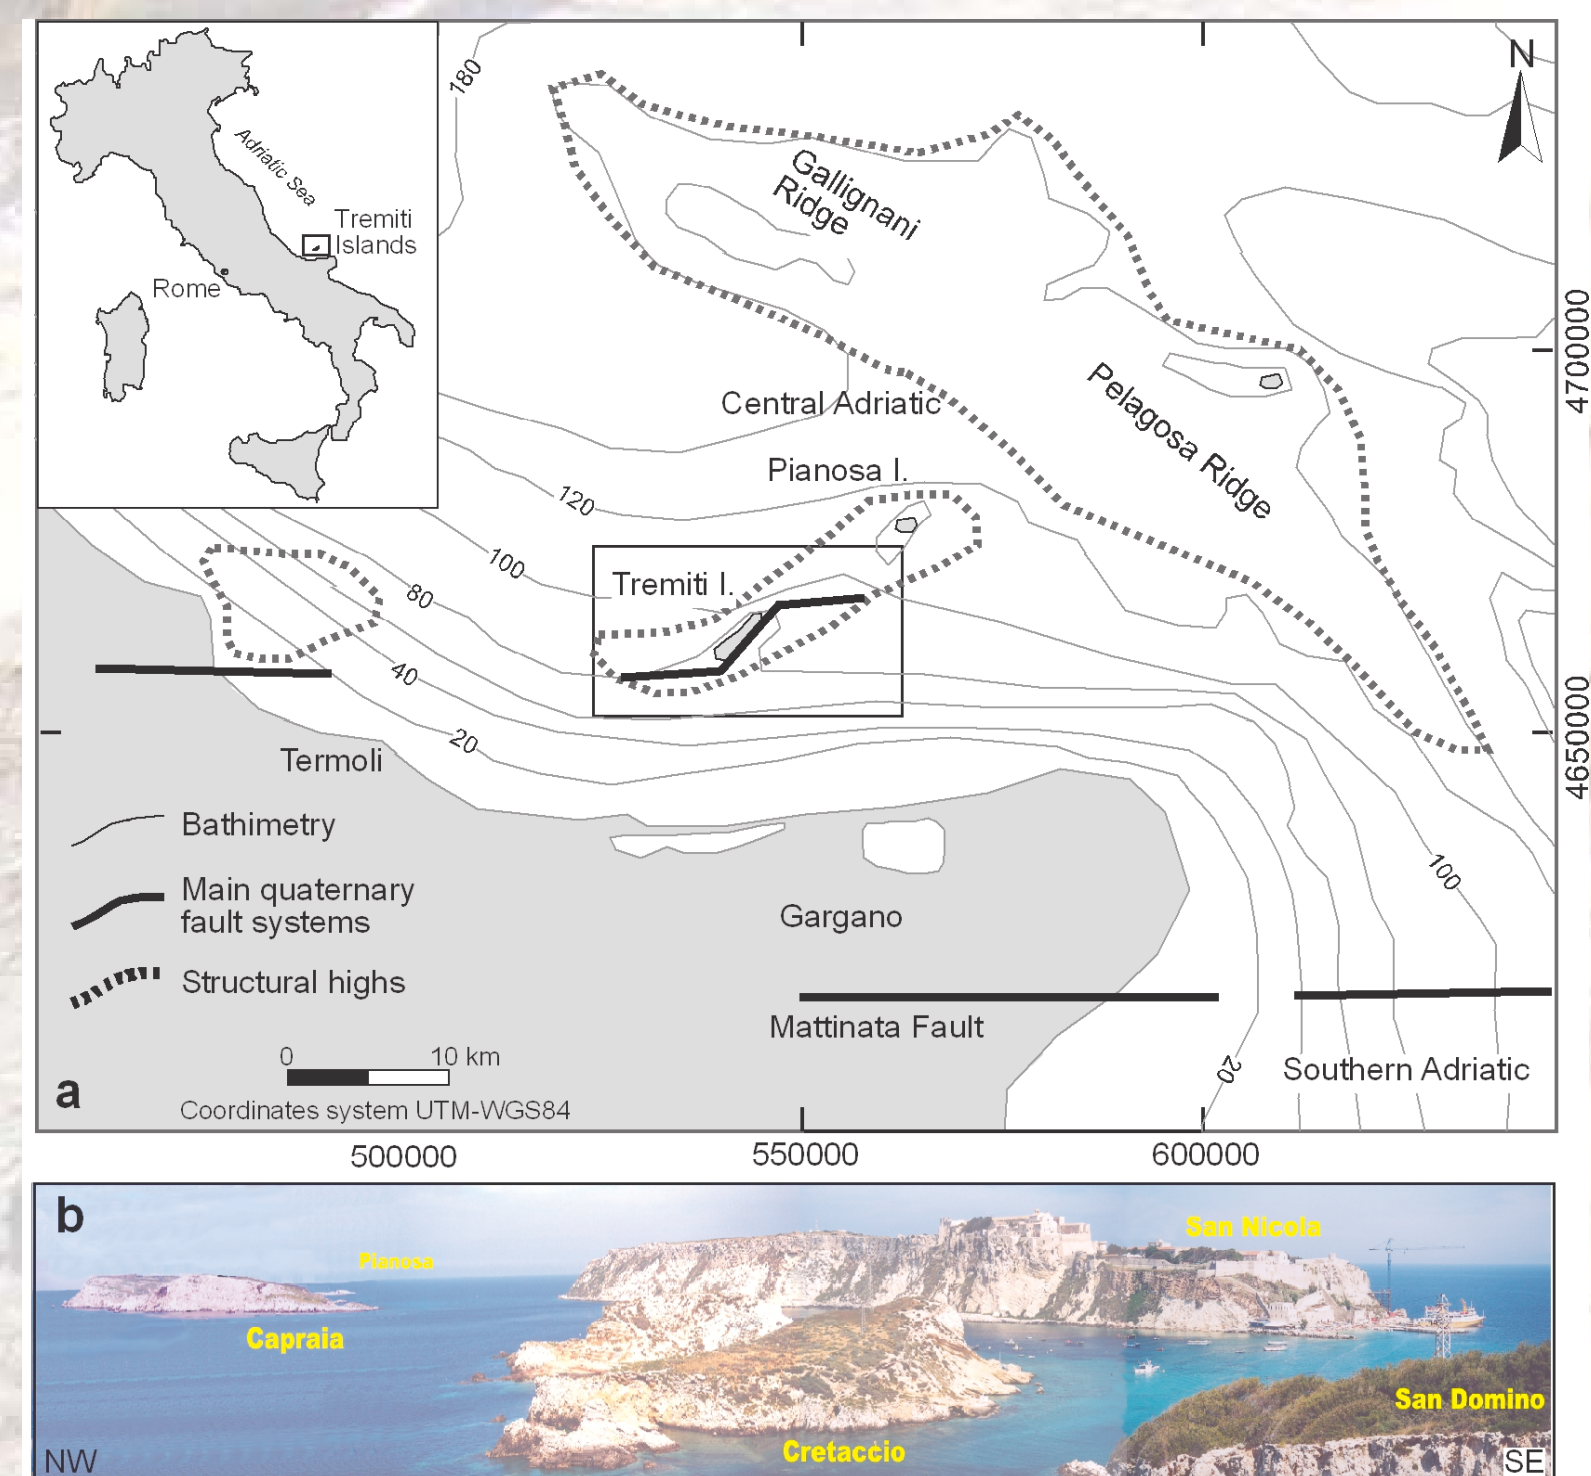 180
N
Adriatic Sea
Tremiti
Islands
Rome
Gallignani
Ridge
4700000
Central Adriatic
Pelagosa Ridge
Pianosa I.
120
100
Tremiti I.
80
40
20
4650000
Termoli
Bathimetry
Main quaternary
fault systems
Structural highs
100
Gargano
Mattinata Fault
20
Southern Adriatic
0 10 km
a
Coordinates system UTM-WGS84
500000 550000 600000
b
San Nicola
Pianosa
Capraia
San Domino
Cretaccio
NW SE